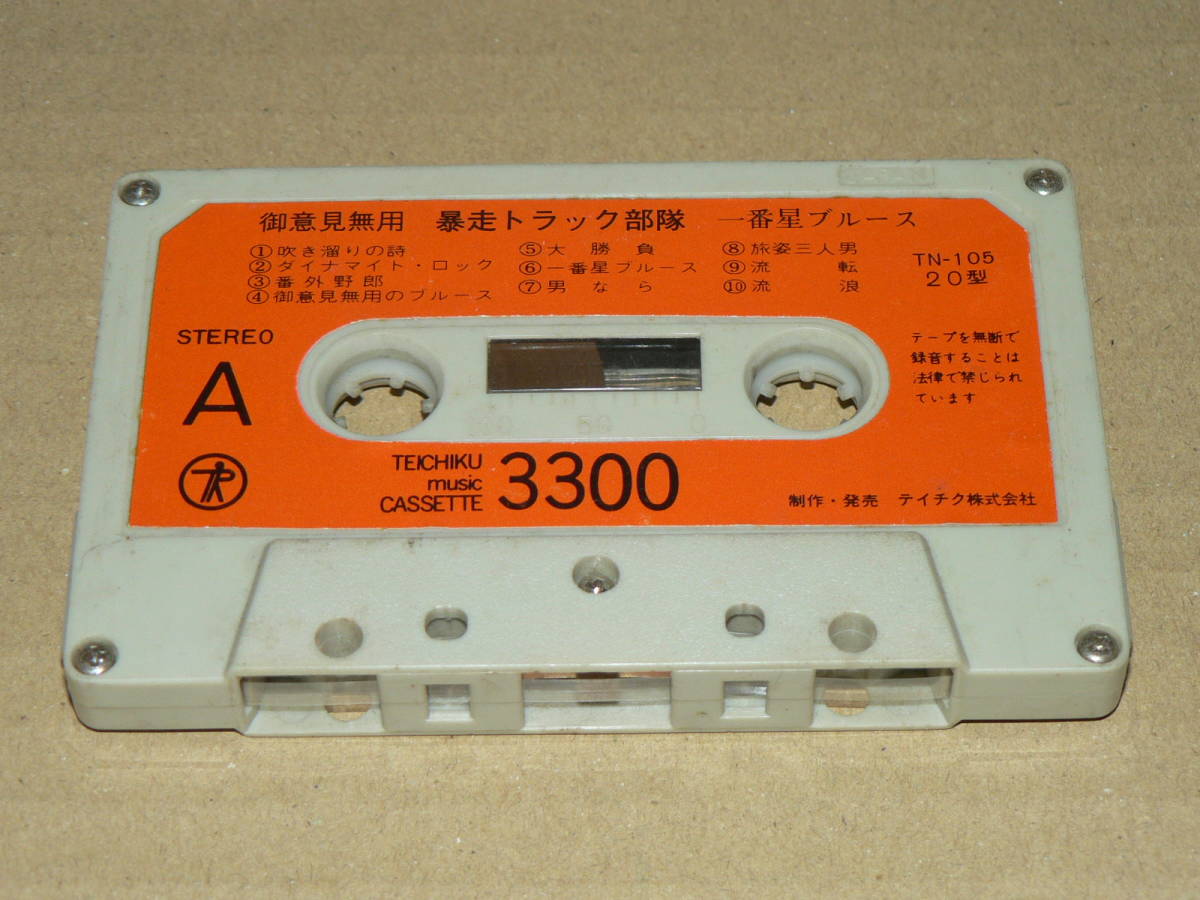 御意見無用 暴走トラック部隊 一番星ブルース
①吹き溜りの詩
②ダイナマイト・ロック
③番外野郎
④御意見無用のブルース
⑤大勝負
⑥一番星ブルース
⑦男なら
⑧旅姿三人男
⑨流転
⑩流浪
TN-105
20型
STEREO
A
テープを無断で
録音することは
法律で禁じられ
ています
TEICHIKU
music
CASSETTE
3300
制作・発売 テイチク株式会社